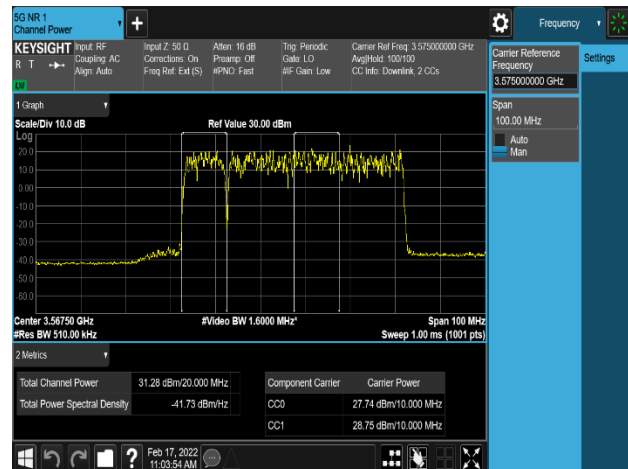 5G NR 1
Channel Power
+
Frequency
KEYSIGHT
R T
LXI
Input: RF
Coupling: AC
Align: Auto
Input Z: 50 Ω
Corrections: On
Freq Ref: Ext (S)
Atten: 16 dB
Preamp: Off
#PNO: Fast
Trig: Periodic
Gate: LO
#IF Gain: Low
Carrier Ref Freq: 3.575000000 GHz
Avg|Hold: 100/100
CC Info: Downlink, 2 CCs
Carrier Reference
Frequency
3.575000000 GHz
Settings
Span
100.00 MHz
Auto
Man
1 Graph
Scale/Div 10.0 dB
Ref Value 30.00 dBm
Log
20.0
10.0
0.00
-10.0
-20.0
-30.0
-40.0
-50.0
-60.0
Center 3.56750 GHz
#Video BW 1.6000 MHz*
Span 100 MHz
#Res BW 510.00 kHz
Sweep 1.00 ms (1001 pts)
2 Metrics
Total Channel Power 31.28 dBm/20.000 MHz
Total Power Spectral Density -41.73 dBm/Hz
Component Carrier Carrier Power
CC0 27.74 dBm/10.000 MHz
CC1 28.75 dBm/10.000 MHz
?
Feb 17, 2022
11:03:54 AM